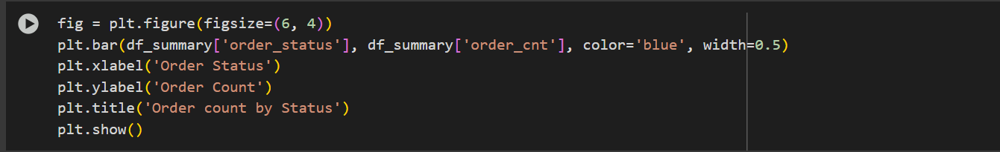 fig = plt.figure(figsize=(6, 4))
plt.bar(df_summary['order_status'], df_summary['order_cnt'], color='blue', width=0.5)
plt.xlabel('Order Status')
plt.ylabel('Order Count')
plt.title('Order count by Status')
plt.show()